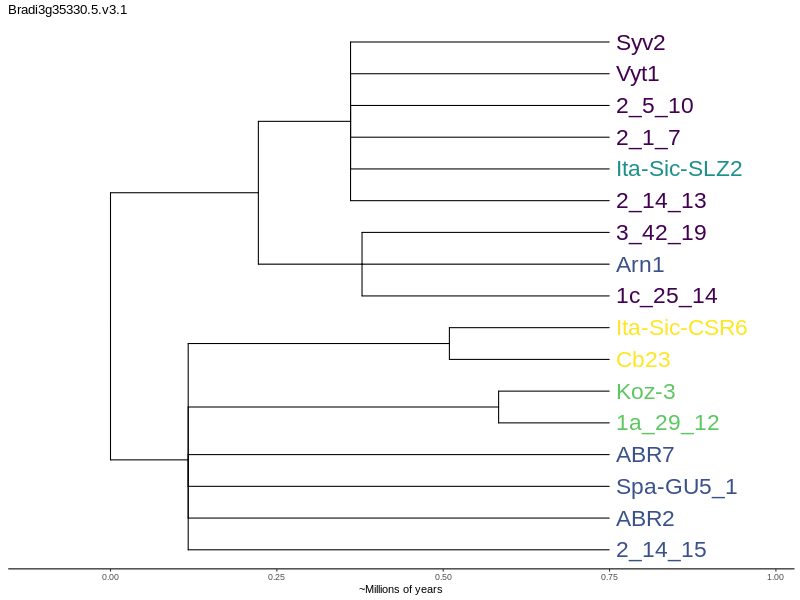 Bradi3g35330.5.v3.1
Syv2
Vyt1
2_5_10
2_1_7
Ita-Sic-SLZ2
2_14_13
3_42_19
Arn1
1c_25_14
Ita-Sic-CSR6
Cb23
Koz-3
1a_29_12
ABR7
Spa-GU5_1
ABR2
2_14_15
0.00 0.25 0.50 0.75 1.00
~Millions of years